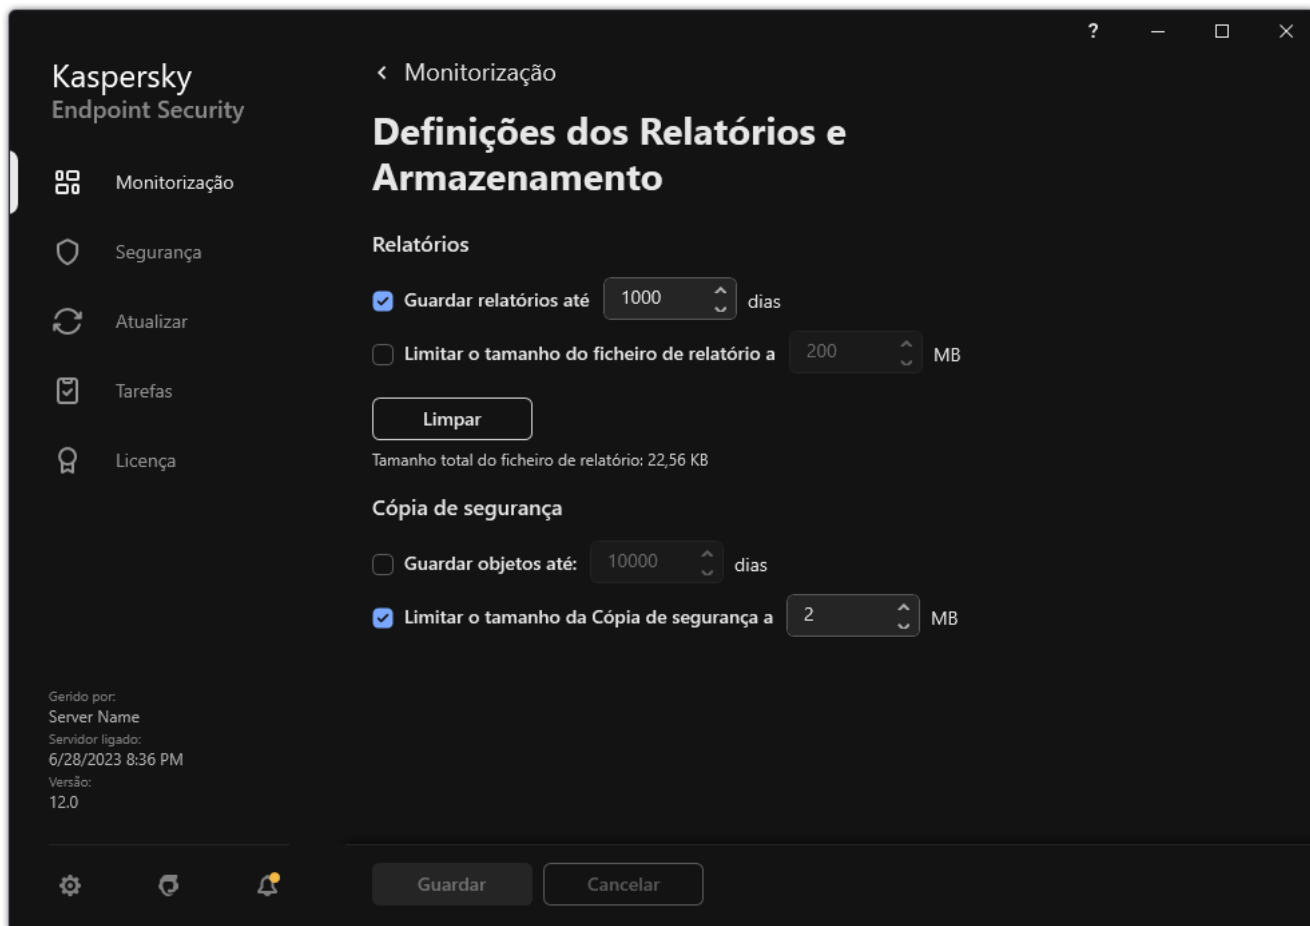 ?
Kaspersky
Endpoint Security
Monitorização
Segurança
Atualizar
Tarefas
Licença
Gerido por:
Server Name
Servidor ligado:
6/28/2023 8:36 PM
Versão:
12.0
Monitorização
Definições dos Relatórios e
Armazenamento
Relatórios
Guardar relatórios até 1000 dias
Limitar o tamanho do ficheiro de relatório a 200 MB
Limpar
Tamanho total do ficheiro de relatório: 22,56 KB
Cópia de segurança
Guardar objetos até: 10000 dias
Limitar o tamanho da Cópia de segurança a 2 MB
Guardar Cancelar